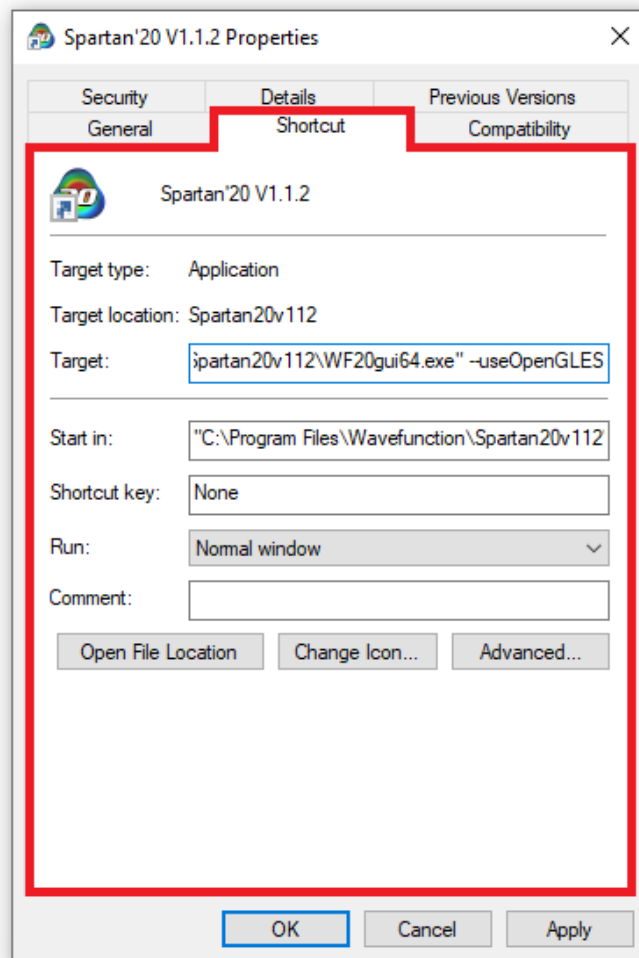 Spartan'20 V1.1.2 Properties
Security Details Previous Versions
General Shortcut Compatibility
20
Spartan'20 V1.1.2
Target type: Application
Target location: Spartan20v112
Target: Spartan20v112\WF20gui64.exe" --useOpenGLES
Start in: "C:\Program Files\Wavefunction\Spartan20v112"
Shortcut key: None
Run: Normal window
Comment:
Open File Location Change Icon... Advanced...
OK Cancel Apply